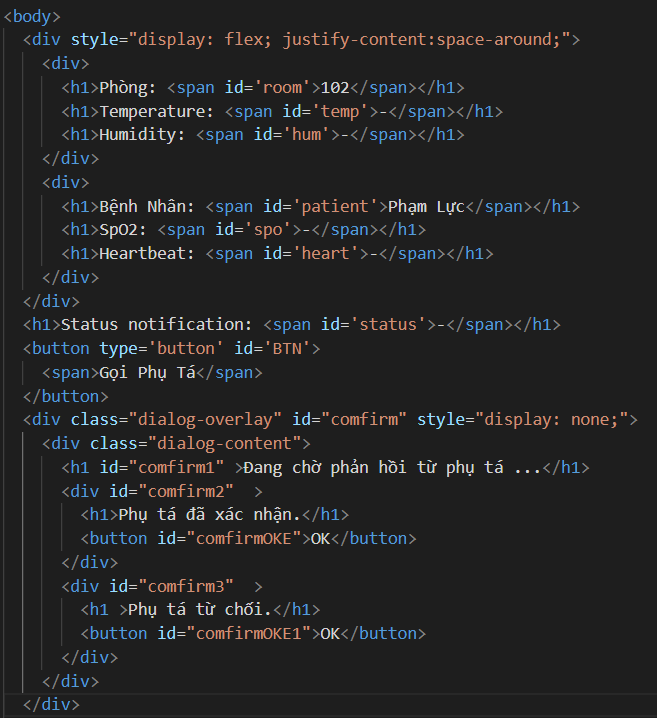 <body>
<div style="display: flex; justify-content:space-around;">
<div>
<h1>Phòng: <span id='room'>102</span></h1>
<h1>Temperature: <span id='temp'>-</span></h1>
<h1>Humidity: <span id='hum'>-</span></h1>
</div>
<div>
<h1>Bệnh Nhân: <span id='patient'>Phạm Lực</span></h1>
<h1>SpO2: <span id='spo'>-</span></h1>
<h1>Heartbeat: <span id='heart'>-</span></h1>
</div>
</div>
<h1>Status notification: <span id='status'>-</span></h1>
<button type='button' id='BTN'>
<span>Gọi Phụ Tá</span>
</button>
<div class="dialog-overlay" id="comfirm" style="display: none;">
<div class="dialog-content">
<h1 id="comfirm1" >Đang chờ phản hồi từ phụ tá ...</h1>
<div id="comfirm2"  >
<h1>Phụ tá đã xác nhận.</h1>
<button id="comfirmOKE">OK</button>
</div>
<div id="comfirm3"  >
<h1 >Phụ tá từ chối.</h1>
<button id="comfirmOKE1">OK</button>
</div>
</div>
</div>